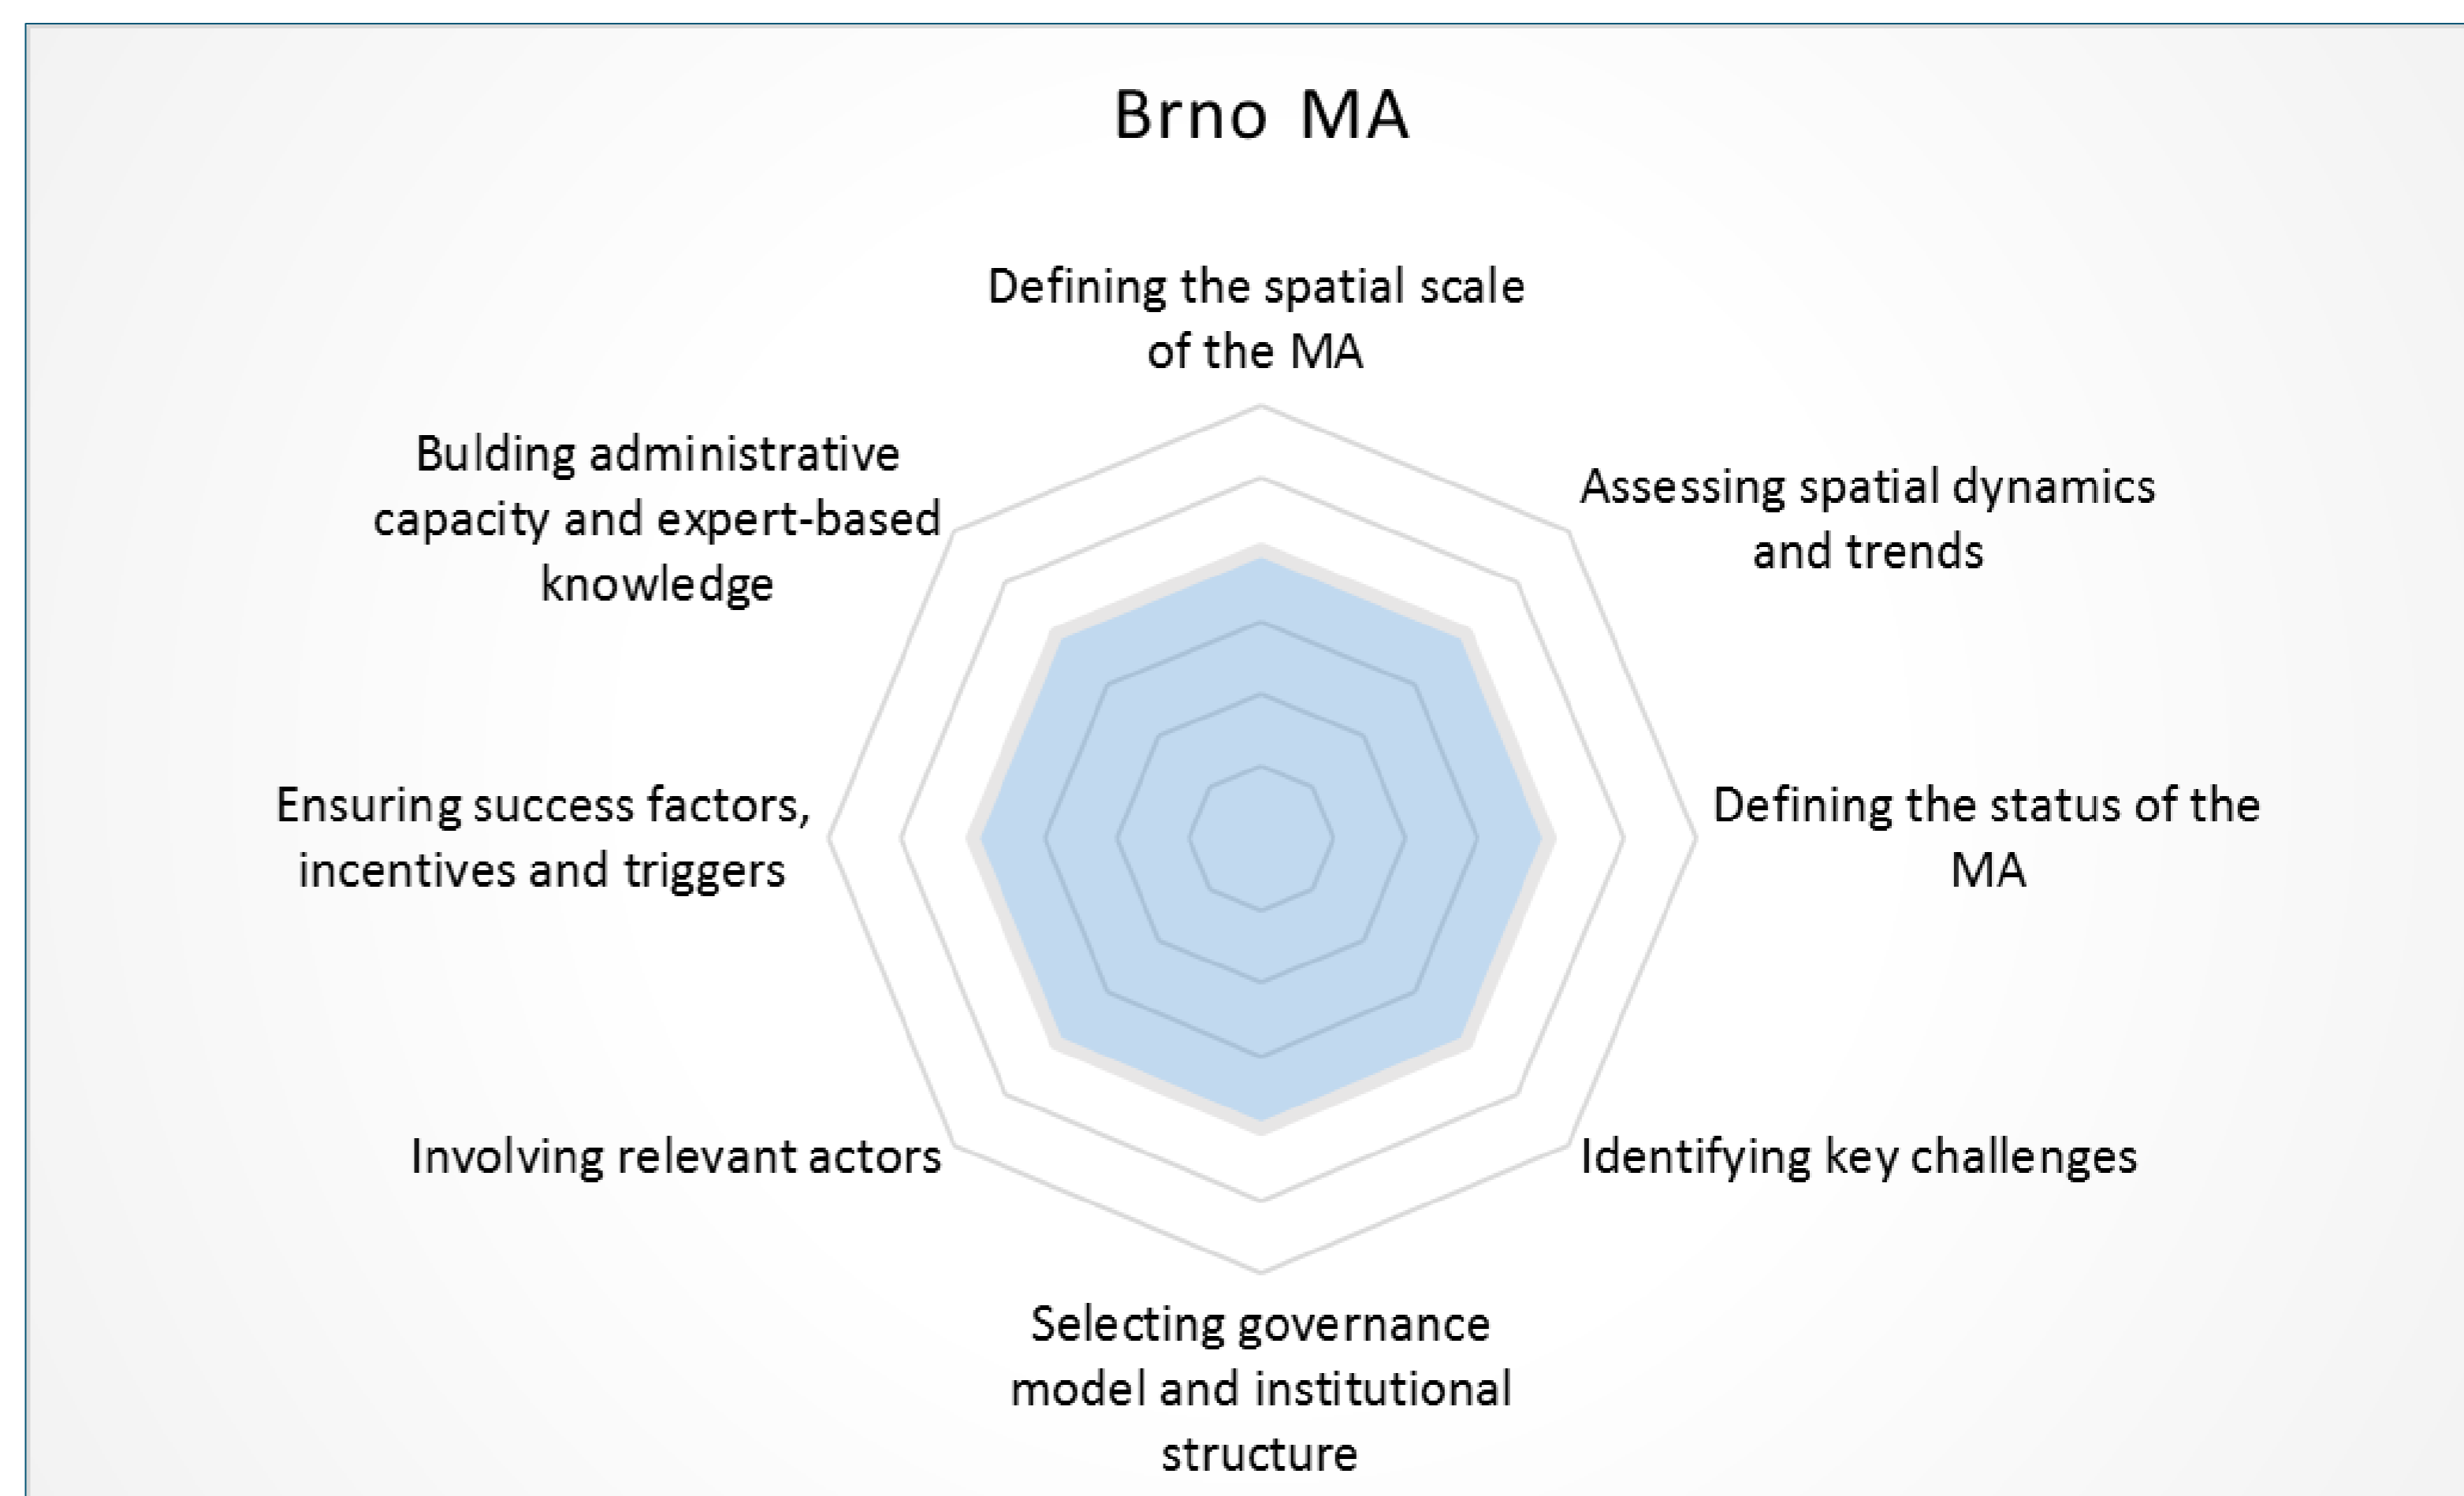 Brno MA
Defining the spatial scale
of the MA
Assessing spatial dynamics
and trends
Defining the status of the
MA
Identifying key challenges
Selecting governance
model and institutional
structure
Involving relevant actors
Ensuring success factors,
incentives and triggers
Bulding administrative
capacity and expert-based
knowledge